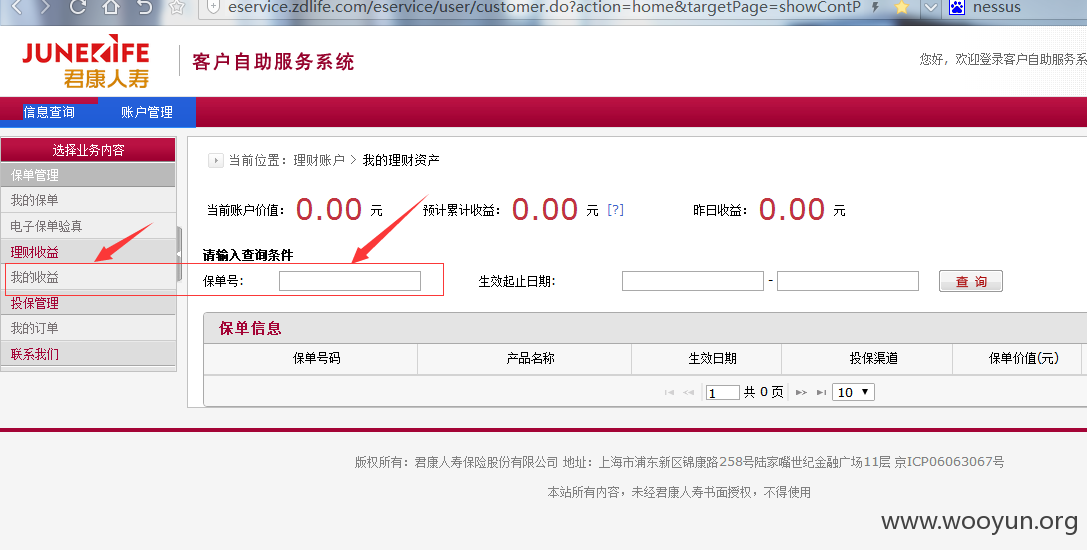 eservice.zdlife.com/eservice/user/customer.do?action=home&targetPage=showContP nessus
JUNELIFE
君康人寿
客户自助服务系统
您好，欢迎登录客户自助服务系
信息查询 账户管理
选择业务内容
保单管理
我的保单
电子保单验真
理财收益
我的收益
投保管理
我的订单
联系我们
当前位置：理财账户 > 我的理财资产
当前账户价值：0.00 元 预计累计收益：0.00 元 [?] 昨日收益：0.00 元
请输入查询条件
保单号： 生效起止日期： - 查 询
保单信息
保单号码 产品名称 生效日期 投保渠道 保单价值(元)
1 共 0 页 10
版权所有：君康人寿保险股份有限公司 地址：上海市浦东新区锦康路258号陆家嘴世纪金融广场11层 京ICP06063067号
本站所有内容，未经君康人寿书面授权，不得使用
www.wooyun.org